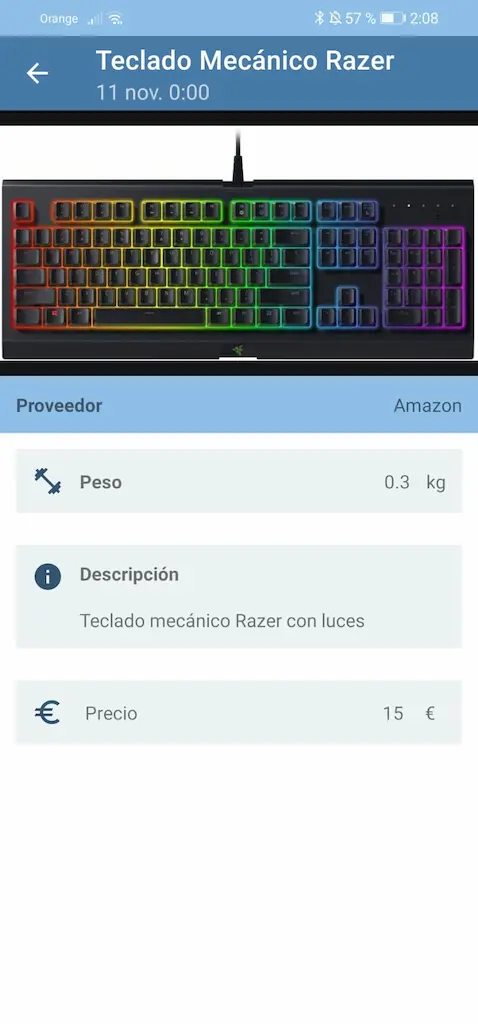 Orange 57 % 2:08
Teclado Mecánico Razer
11 nov. 0:00
Proveedor Amazon
Peso 0.3 kg
Descripción
Teclado mecánico Razer con luces
Precio 15 €